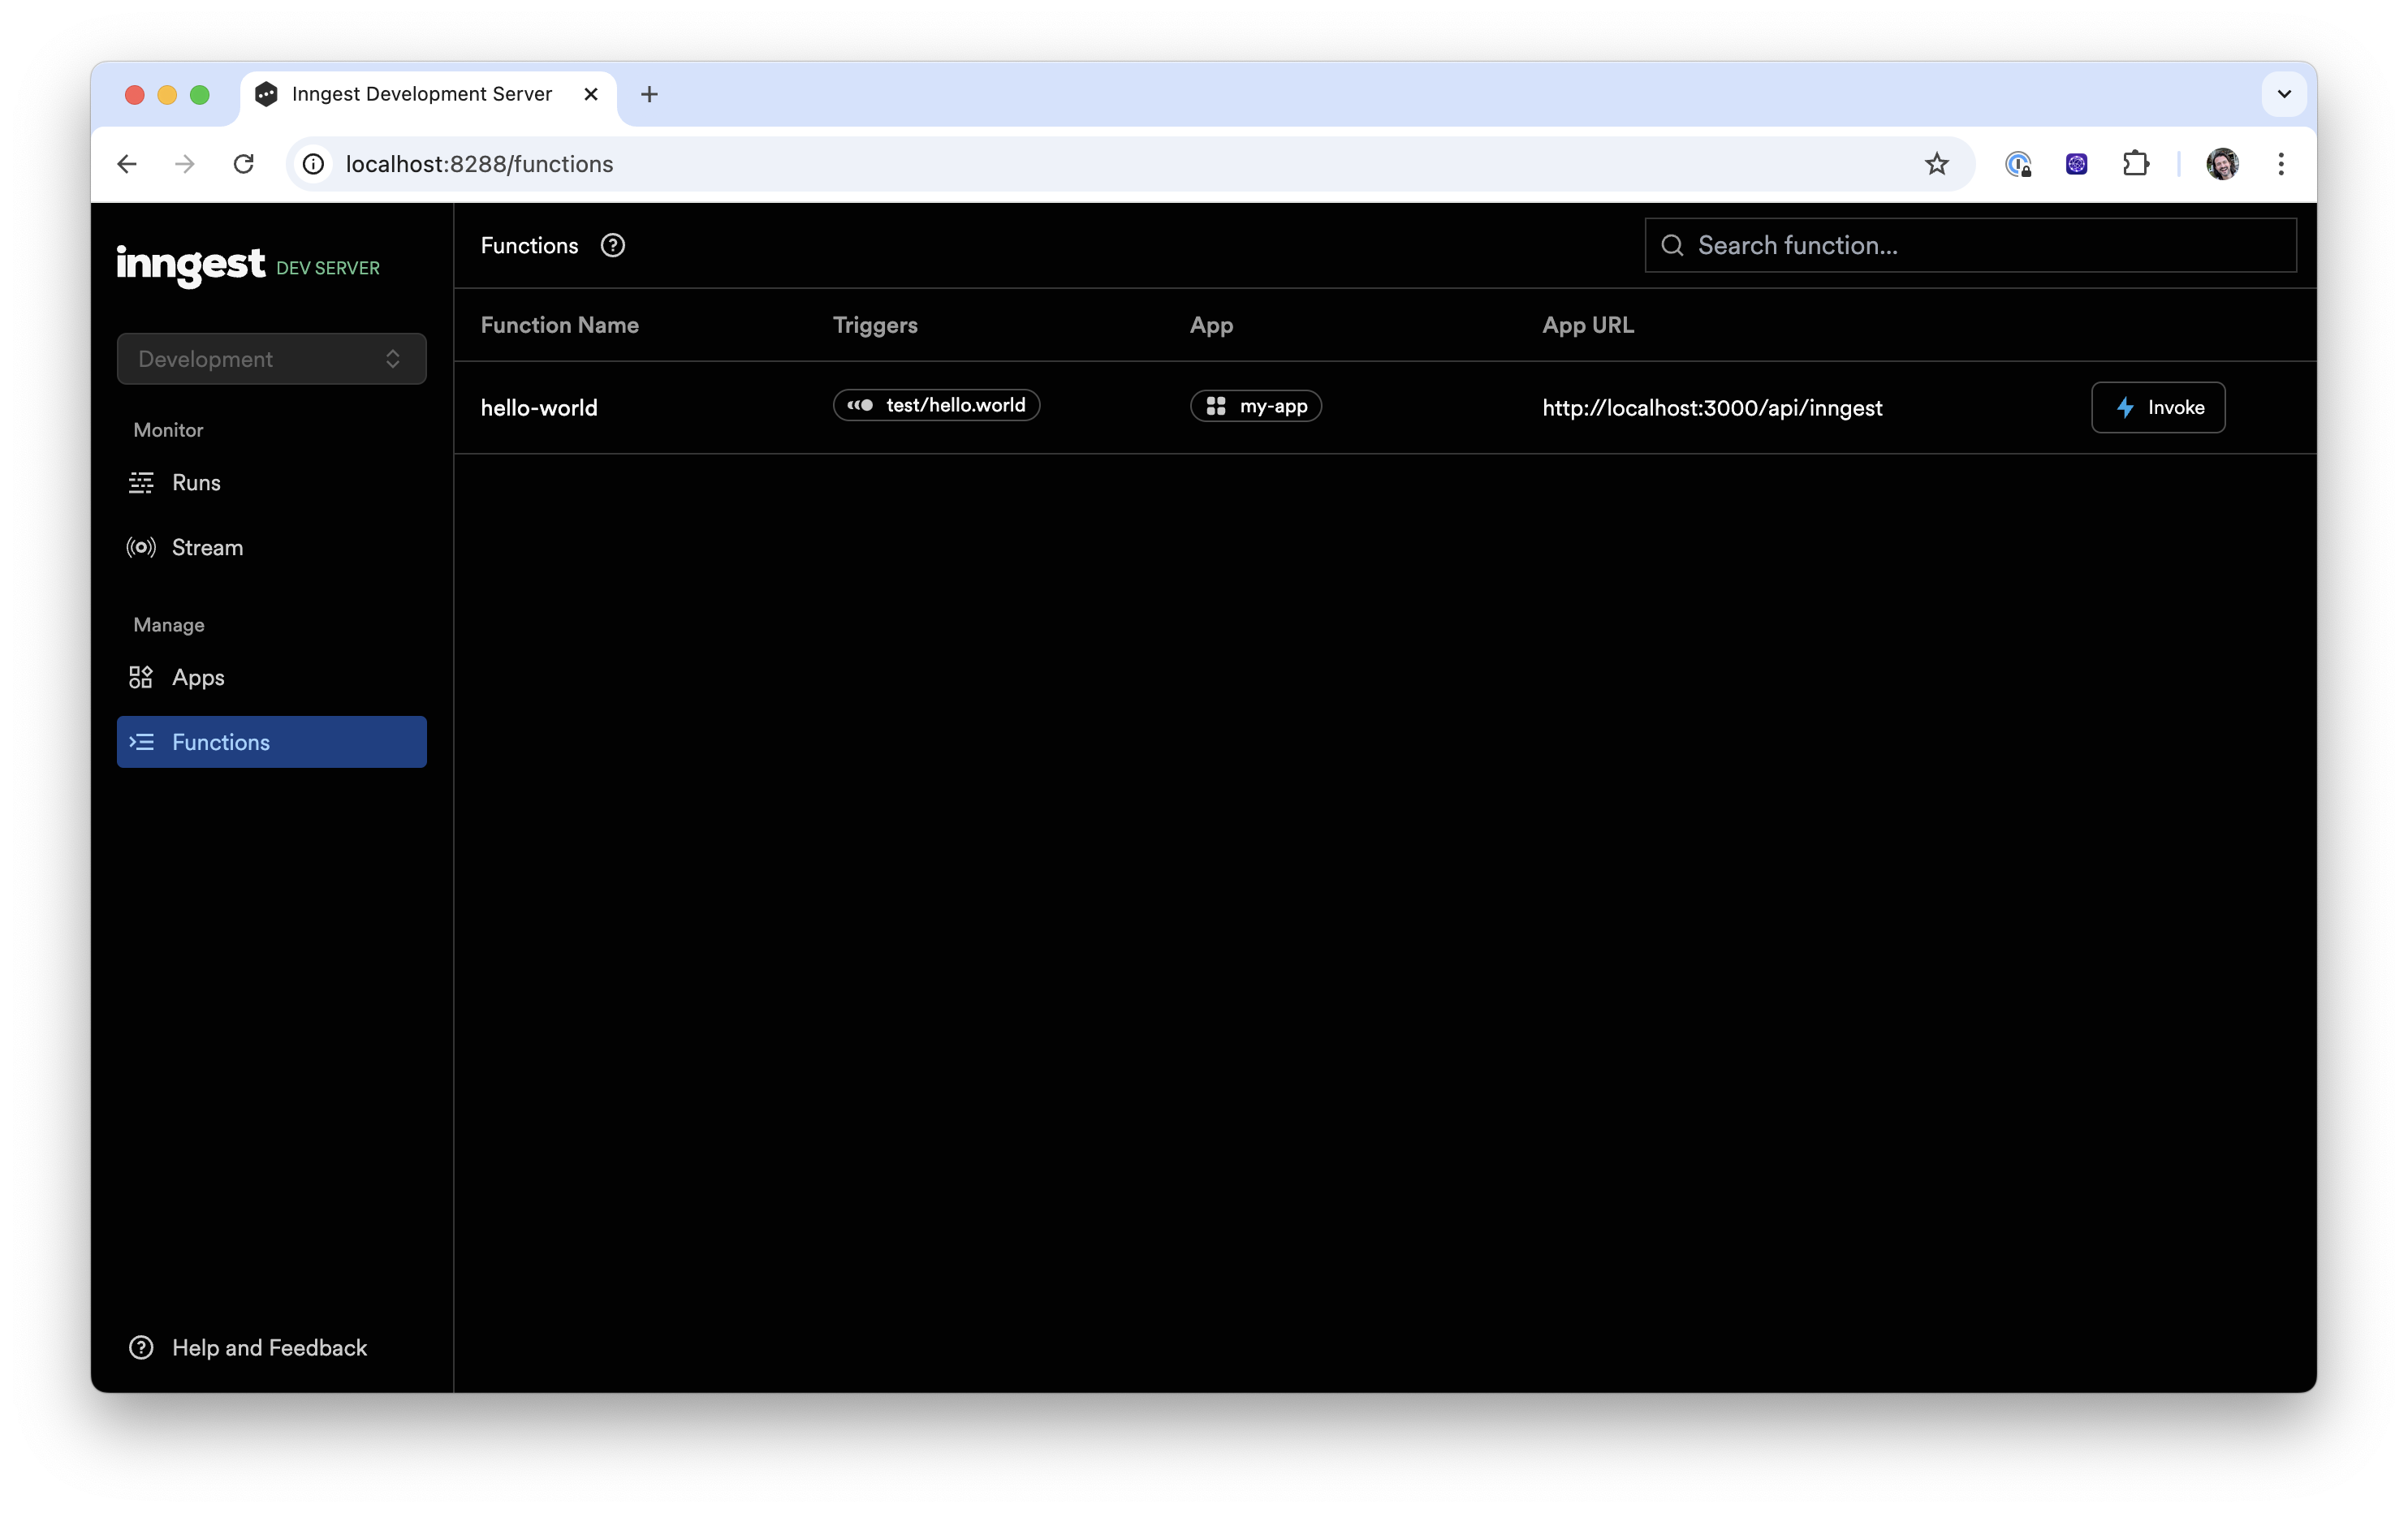 Inngest Development Server
localhost:8288/functions
inngest DEV SERVER
Development
Monitor
Runs
Stream
Manage
Apps
Functions
Help and Feedback
Functions
Search function...
Function Name Triggers App App URL
hello-world test/hello.world my-app http://localhost:3000/api/inngest Invoke